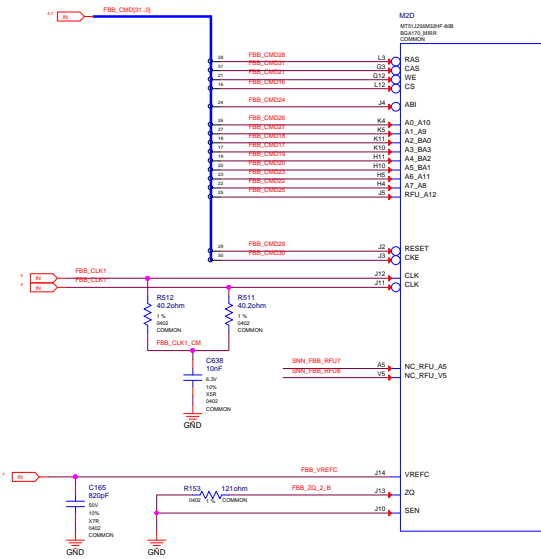 FBB_CMD[31..0]
4,7 IN
M2D
MT51J256M32HF-80B
BGA170_MIRR
COMMON
28 FBB_CMD28 L3 RAS
31 FBB_CMD31 G3 CAS
21 FBB_CMD21 G12 WE
16 FBB_CMD16 L12 CS
24 FBB_CMD24 J4 ABI
26 FBB_CMD26 K4 A0_A10
27 FBB_CMD27 K5 A1_A9
18 FBB_CMD18 K11 A2_BA0
17 FBB_CMD17 K10 A3_BA3
19 FBB_CMD19 H11 A4_BA2
20 FBB_CMD20 H10 A5_BA1
23 FBB_CMD23 H5 A6_A11
22 FBB_CMD22 H4 A7_A8
25 FBB_CMD25 J5 RFU_A12
29 FBB_CMD29 J2 RESET
30 FBB_CMD30 J3 CKE
4 IN FBB_CLK1 J12 CLK
4 IN FBB_CLK1 J11 CLK
R512
40.2ohm
1 %
0402
COMMON
R511
40.2ohm
1 %
0402
COMMON
FBB_CLK1_CM
C638
10nF
6.3V
10%
X5R
0402
COMMON
GND
SNN_FBB_RFU7 A5 NC_RFU_A5
SNN_FBB_RFU8 V5 NC_RFU_V5
7 IN FBB_VREFC J14 VREFC
C165
820pF
50V
10%
X7R
0402
COMMON
GND
R153 121ohm FBB_ZQ_2_B J13 ZQ
0402 1 % COMMON
J10 SEN
GND